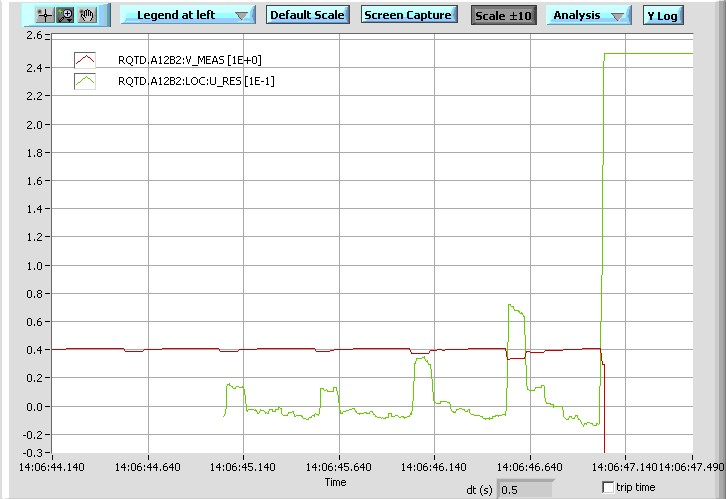 Legend at left Default Scale Screen Capture Scale ±10 Analysis Y Log
RQTD.A12B2:V_MEAS [1E+0]
RQTD.A12B2:LOC:U_RES [1E-1]
2.6
2.4
2.2
2.0
1.8
1.6
1.4
1.2
1.0
0.8
0.6
0.4
0.2
0.0
-0.2
-0.3
14:06:44.140 14:06:44.640 14:06:45.140 14:06:45.640 14:06:46.140 14:06:46.640 14:06:47.140 14:06:47.490
Time
dt (s) 0.5 trip time